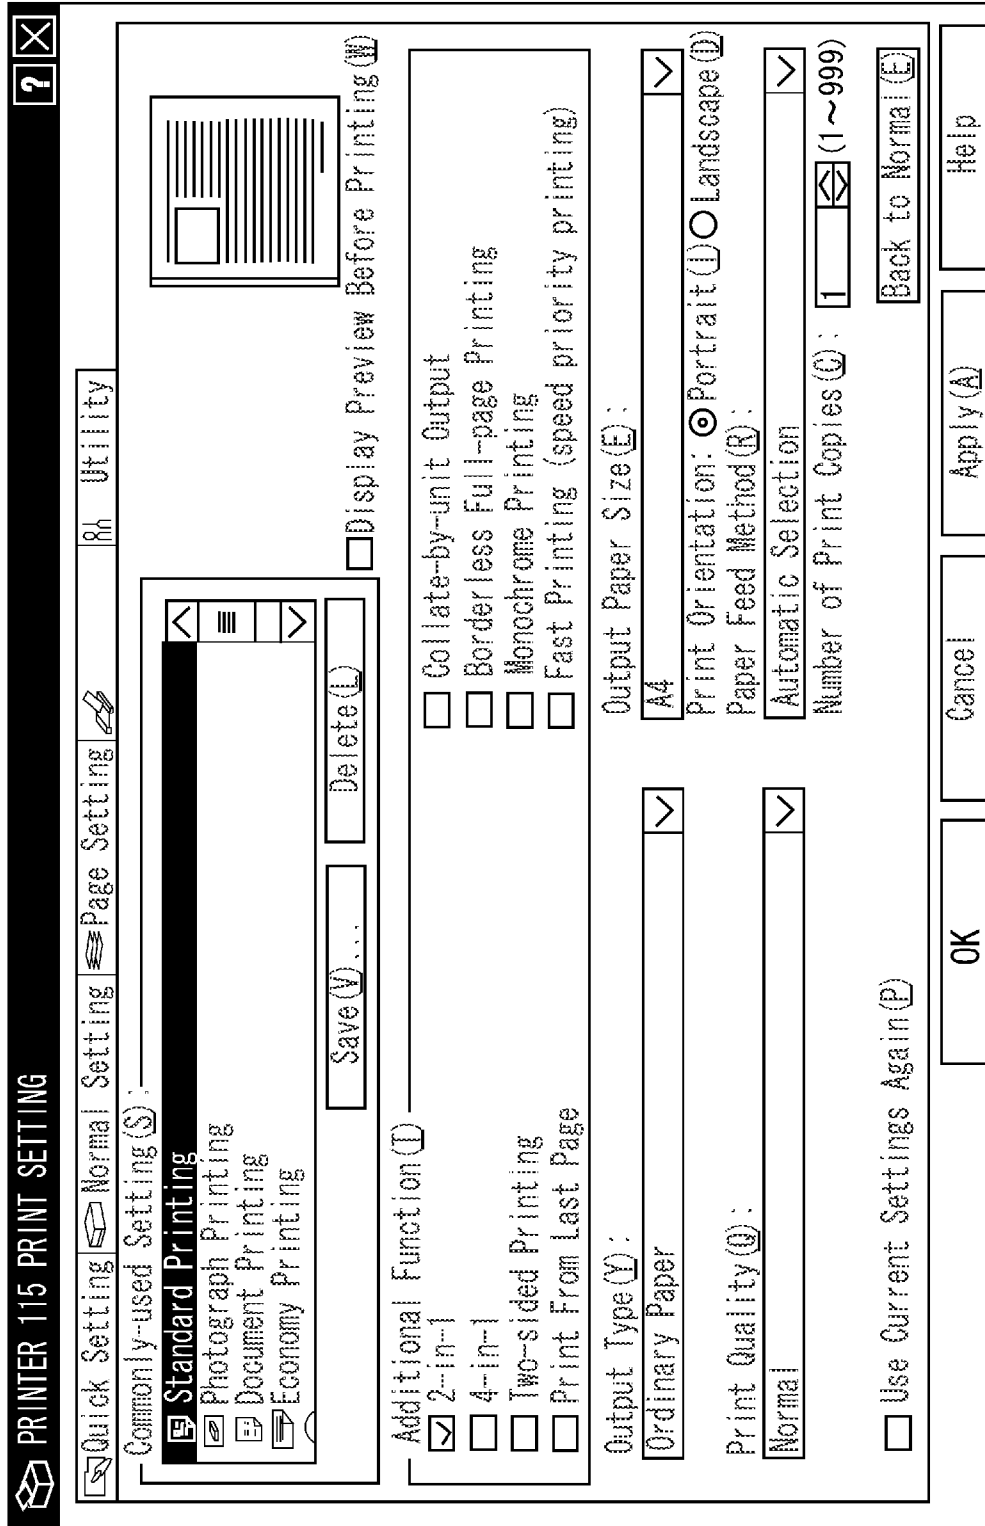 PRINTER 115 PRINT SETTING ? X
Quick Setting Normal Setting Page Setting Utility
Commonly-used Setting(S):
Standard Printing
Photograph Printing
Document Printing
Economy Printing
Save(V)... Delete(L)
Display Preview Before Printing(W)
Additional Function(T)
2-in-1
4-in-1
Two-sided Printing
Print From Last Page
Collate-by-unit Output
Borderless Full-page Printing
Monochrome Printing
Fast Printing (speed priority printing)
Output Type(Y):
Ordinary Paper
Print Quality(Q):
Normal
Output Paper Size(E):
A4
Print Orientation: Portrait(I) Landscape(D)
Paper Feed Method(R):
Automatic Selection
Number of Print Copies(C): 1 (1~999)
Use Current Settings Again(P) Back to Normal(E)
OK Cancel Apply(A) Help